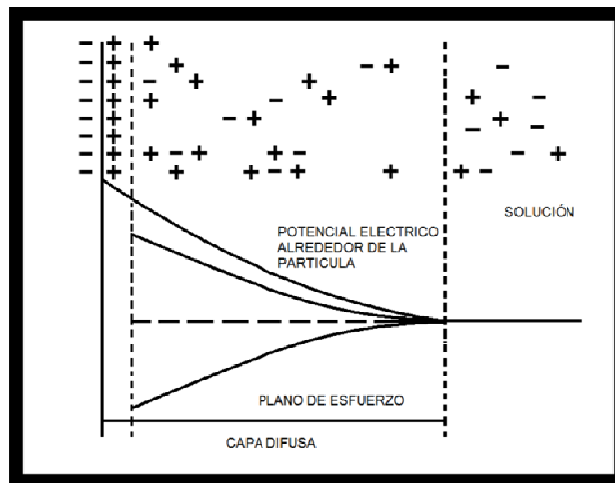 POTENCIAL ELECTRICO
ALREDEDOR DE LA
PARTICULA
SOLUCIÓN
PLANO DE ESFUERZO
CAPA DIFUSA